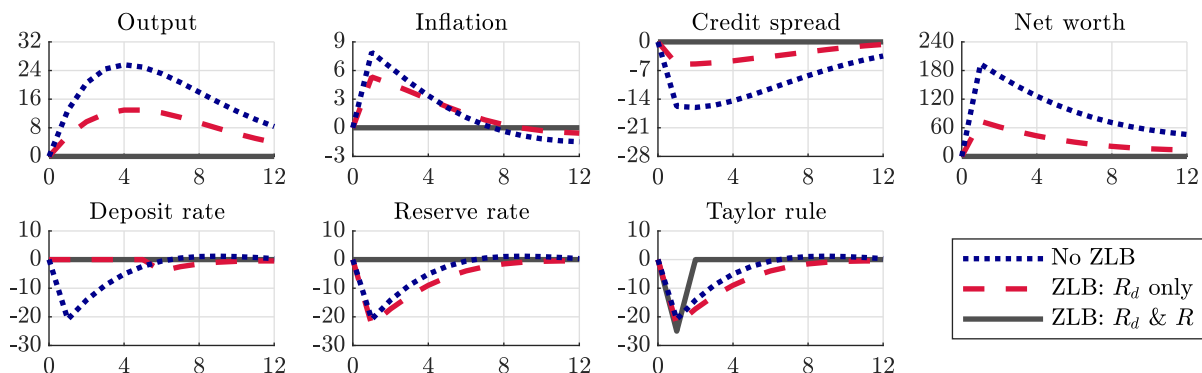 Output Inflation Credit spread Net worth
32 9 0 240
24 6 -7 180
16 3 -14 120
8 0 -21 60
0 -3 -28 0
0 4 8 12 0 4 8 12 0 4 8 12 0 4 8 12
Deposit rate Reserve rate Taylor rule
10 10 10
0 0 0
-10 -10 -10
-20 -20 -20
-30 -30 -30
0 4 8 12 0 4 8 12 0 4 8 12
No ZLB
ZLB: R_d only
ZLB: R_d & R